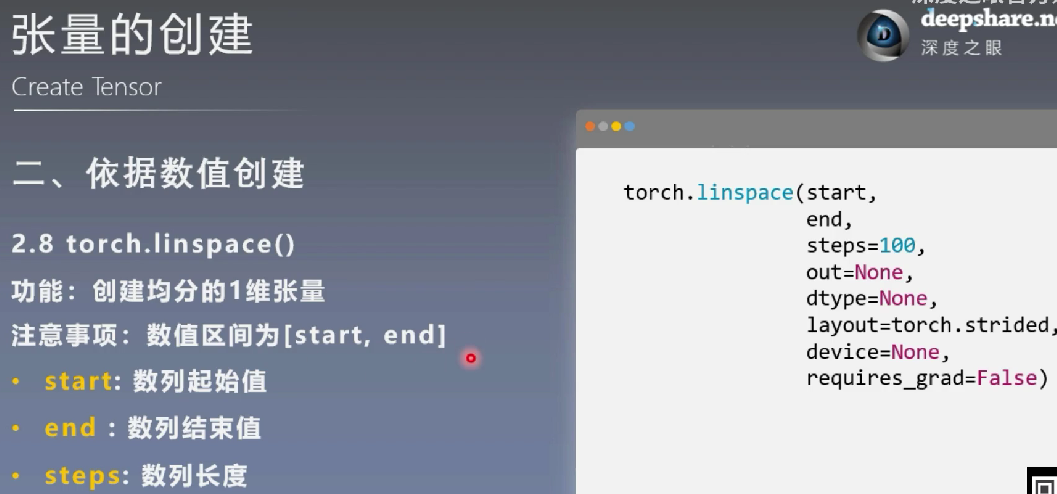 张量的创建
Create Tensor
deepshare.ne
深度之眼
二、依据数值创建
2.8 torch.linspace()
功能：创建均分的1维张量
注意事项：数值区间为[start, end]
• start: 数列起始值
• end : 数列结束值
• steps: 数列长度
torch.linspace(start,
end,
steps=100,
out=None,
dtype=None,
layout=torch.strided,
device=None,
requires_grad=False)